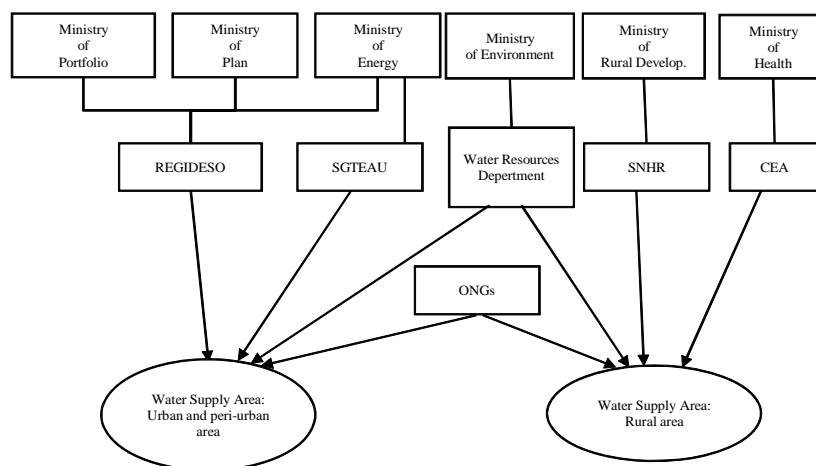 Ministry
of
Portfolio
Ministry
of
Plan
Ministry
of
Energy
Ministry
of Environment
Ministry
of
Rural Develop.
Ministry
of
Health
REGIDESO
SGTEAU
Water Resources
Depertment
SNHR
CEA
ONGs
Water Supply Area:
Urban and peri-urban
area
Water Supply Area:
Rural area